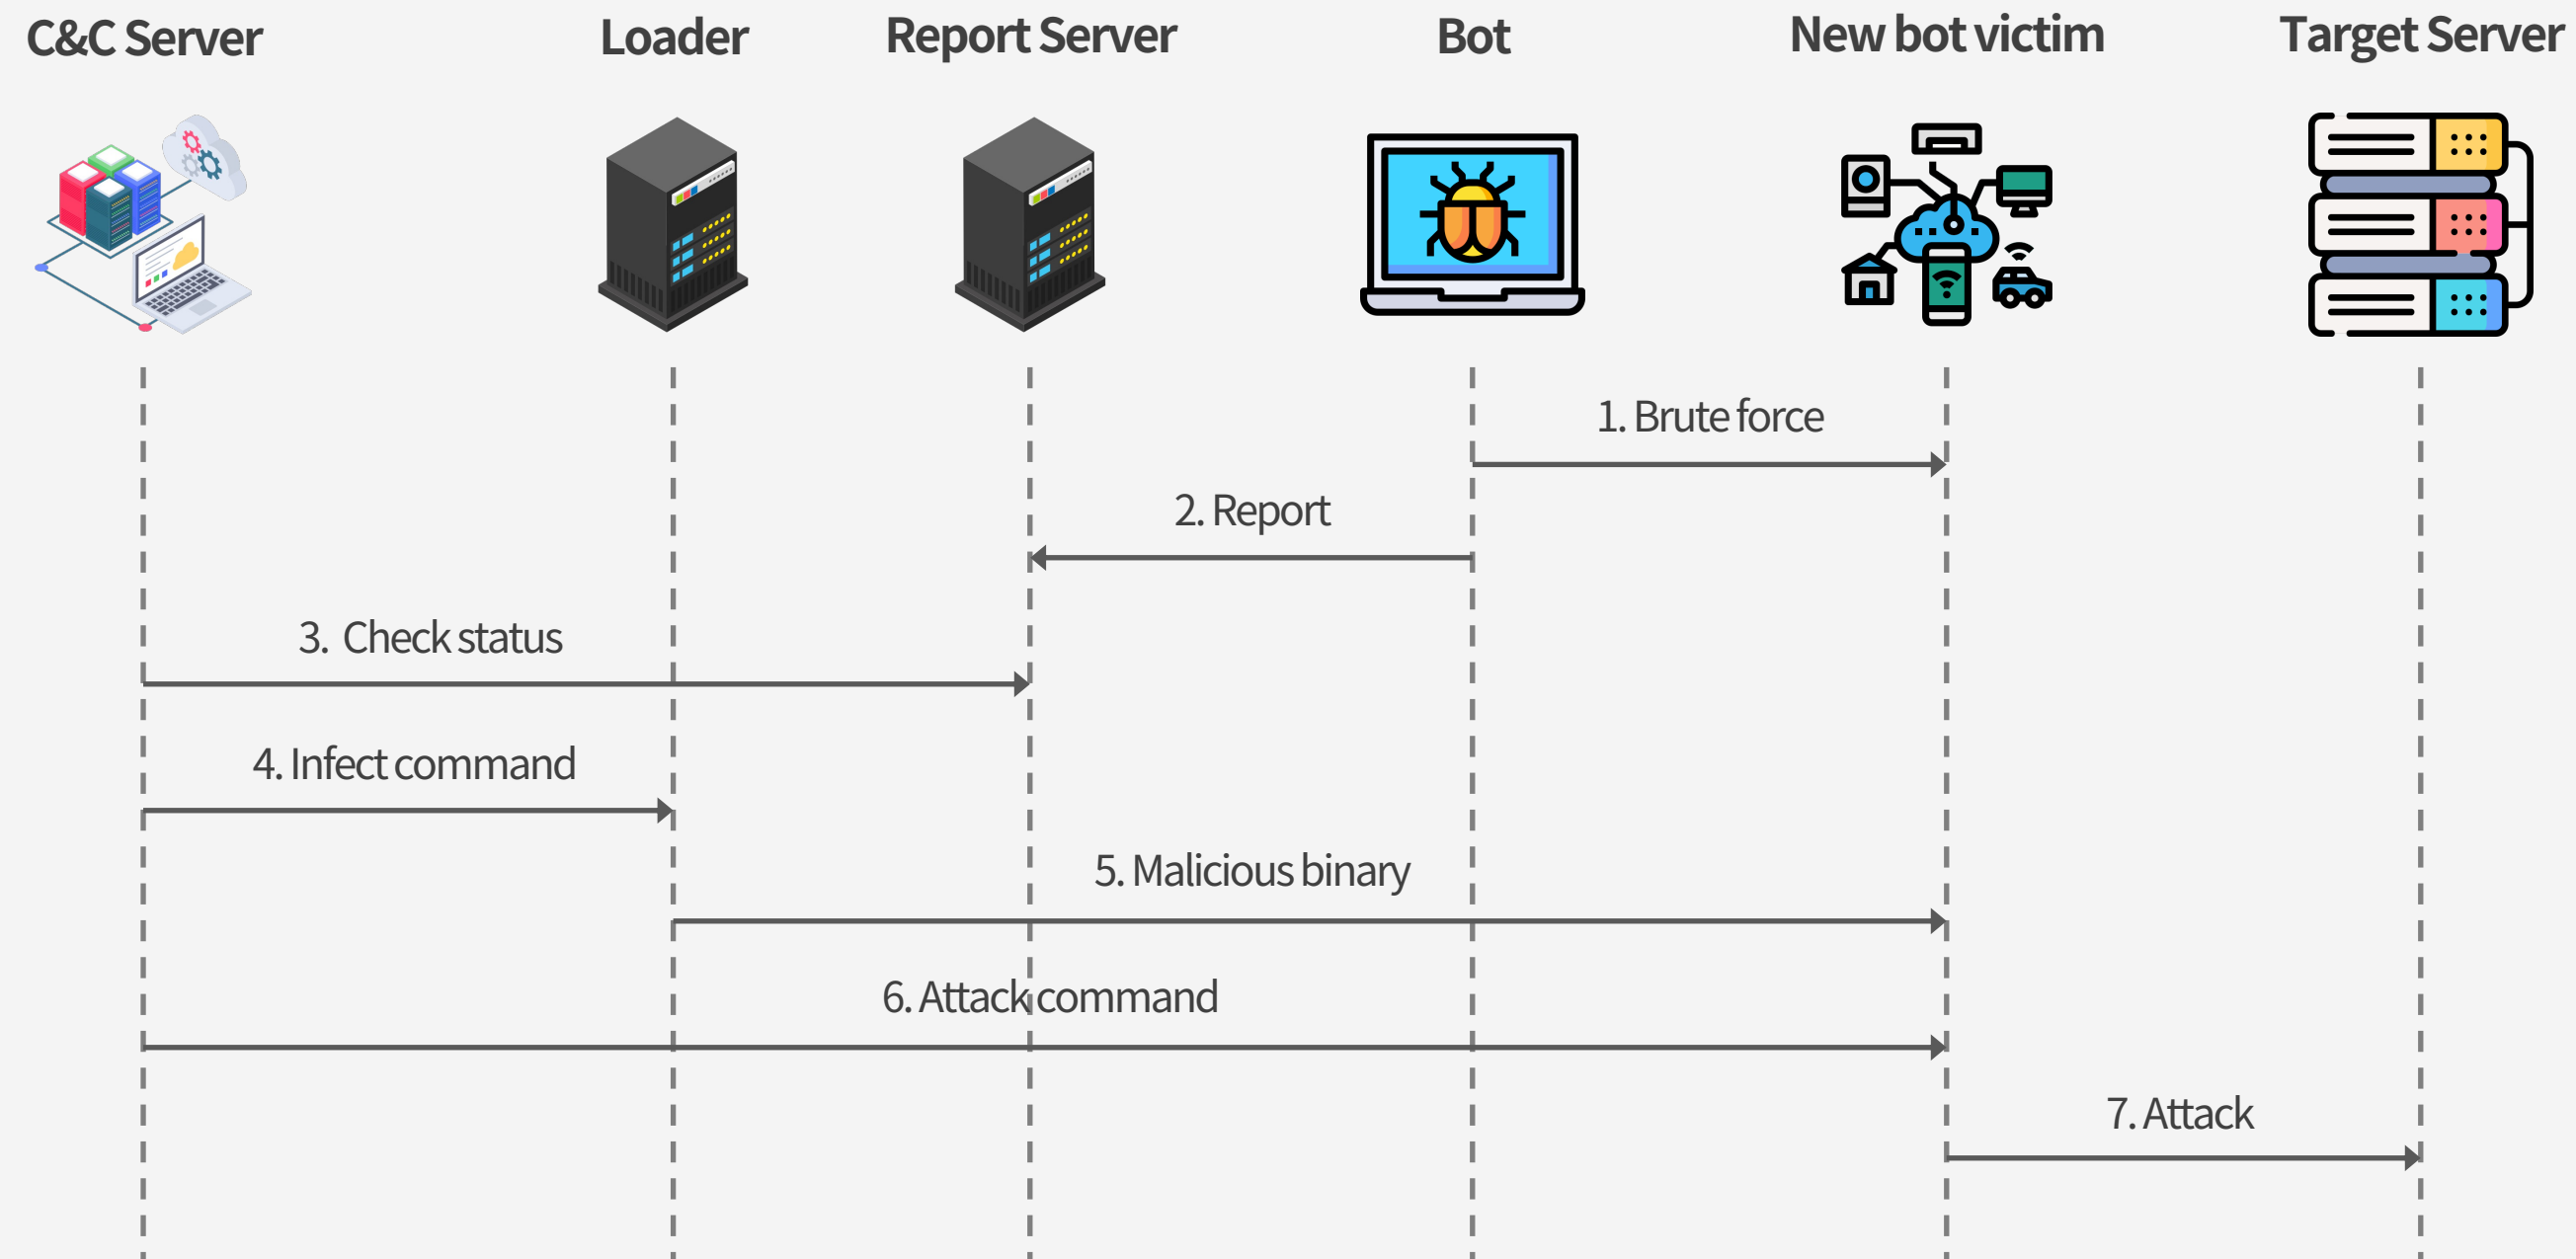 C&C Server
Loader
Report Server
Bot
New bot victim
Target Server
1. Brute force
2. Report
3. Check status
4. Infect command
5. Malicious binary
6. Attack command
7. Attack